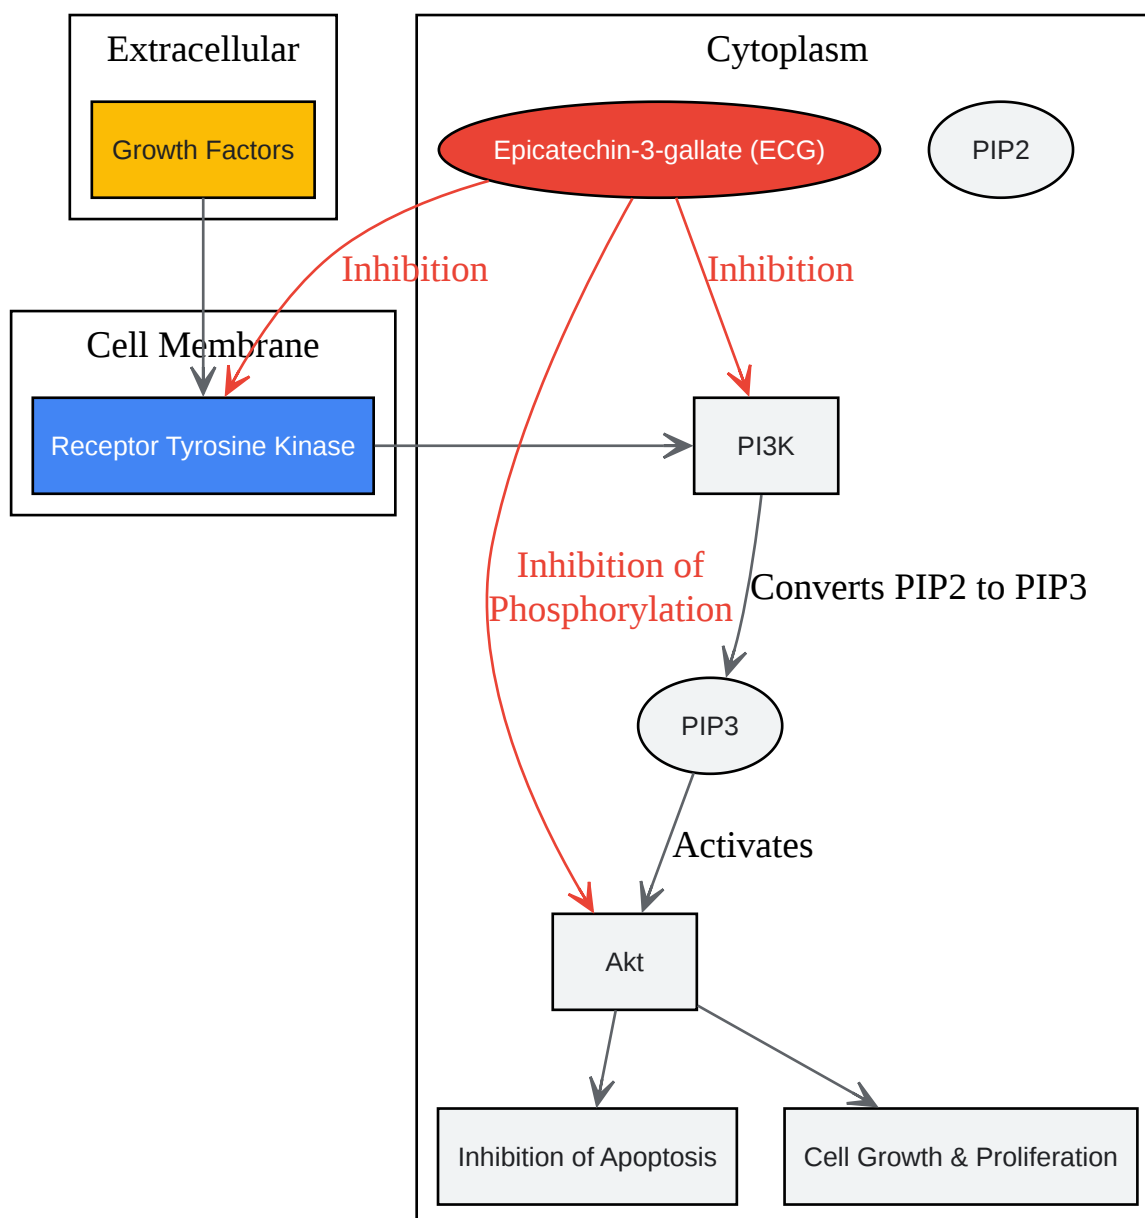 Extracellular
Cytoplasm
Growth Factors
Epicatechin-3-gallate (ECG)
PIP2
Inhibition
Inhibition
Cell Membrane
Receptor Tyrosine Kinase
PI3K
Inhibition of
Phosphorylation
Converts PIP2 to PIP3
PIP3
Activates
Akt
Inhibition of Apoptosis
Cell Growth & Proliferation